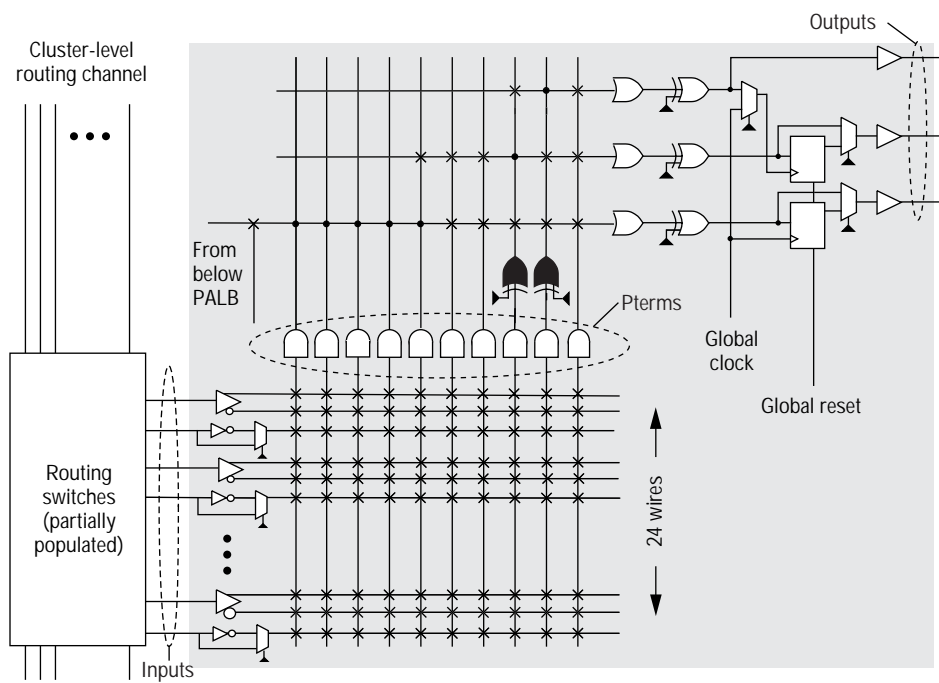 Outputs
Cluster-level
routing channel
From
below
PALB
Pterms
Global
clock
Global reset
Routing
switches
(partially
populated)
24 wires
Inputs